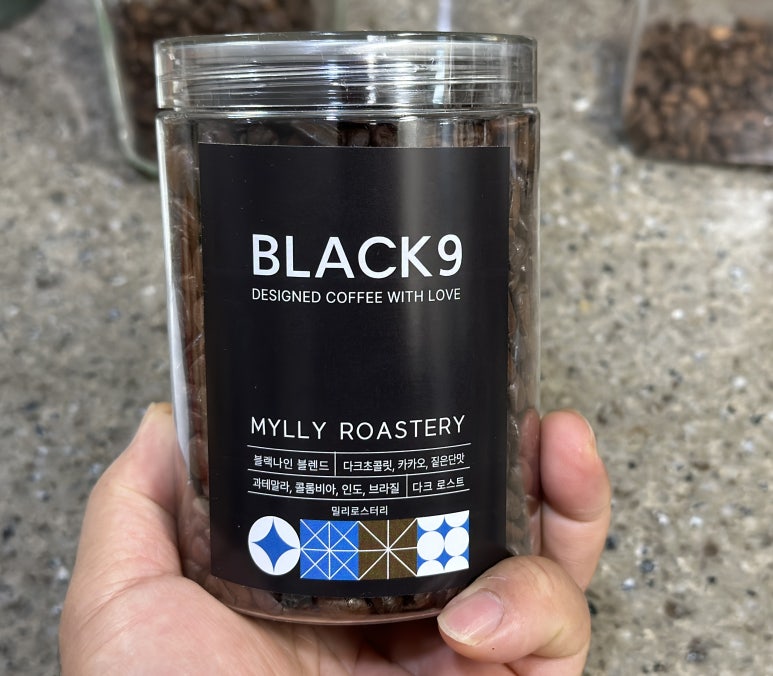 BLACK9
DESIGNED COFFEE WITH LOVE
MYLLY ROASTERY
블랙나인 블렌드 다크초콜릿, 카카오, 짙은단맛
과테말라, 콜롬비아, 인도, 브라질 다크 로스트
밀리로스터리